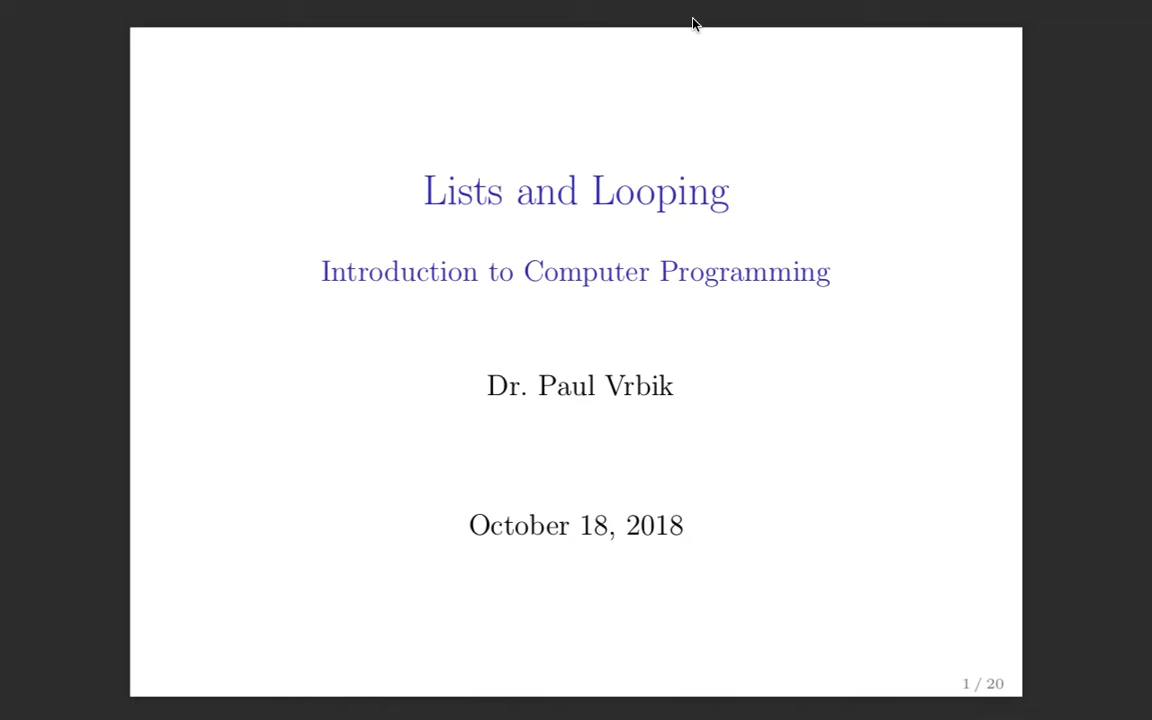 Lists and Looping
Introduction to Computer Programming
Dr. Paul Vrbik
October 18, 2018
1 / 20